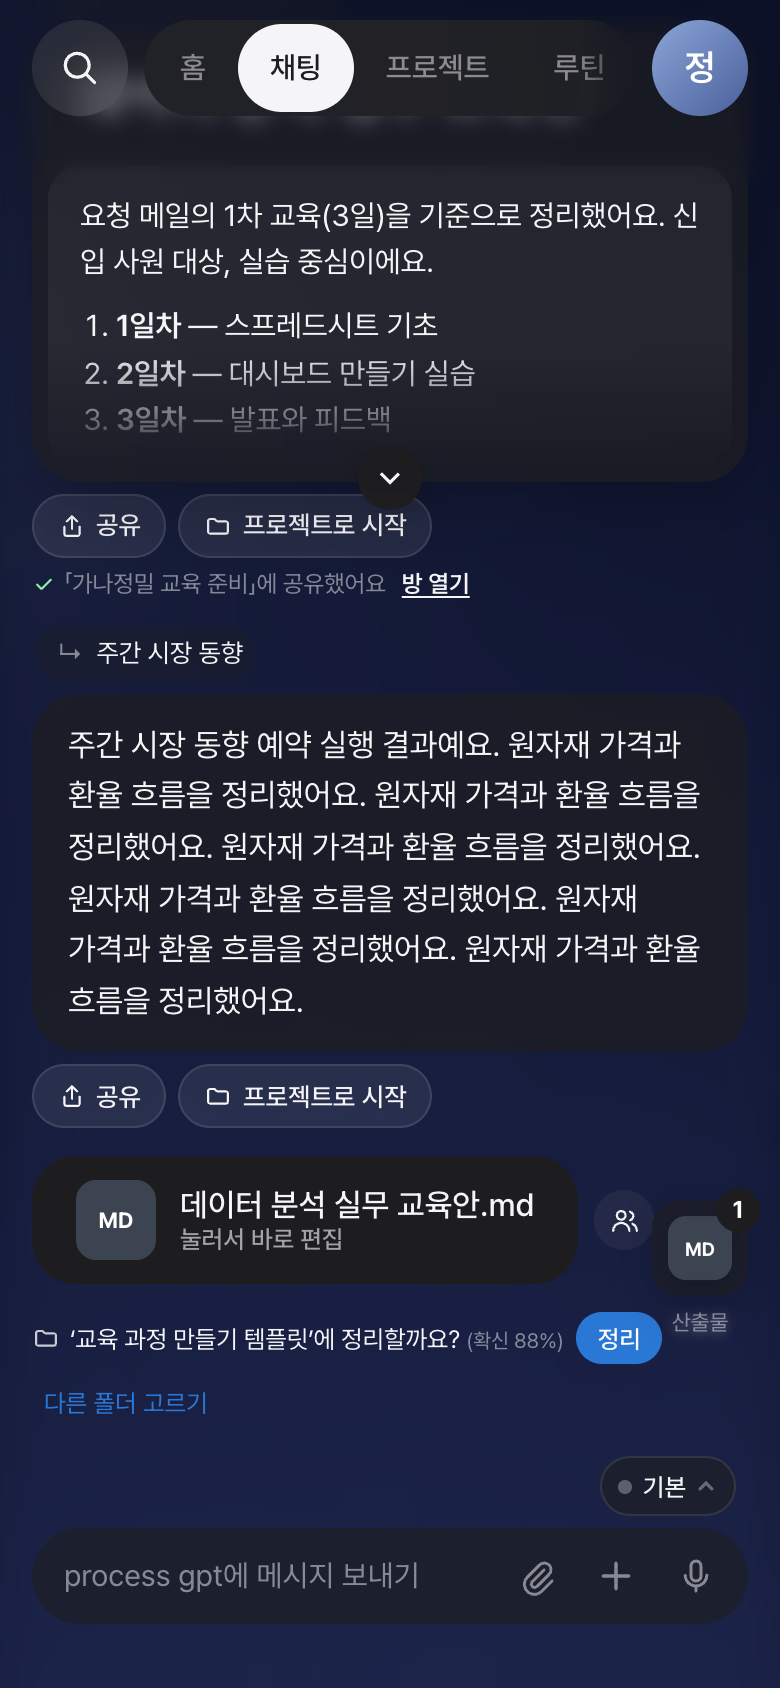 홈
채팅
프로젝트
루틴
정
요청 메일의 1차 교육(3일)을 기준으로 정리했어요. 신
입 사원 대상, 실습 중심이에요.
1. 1일차 — 스프레드시트 기초
2. 2일차 — 대시보드 만들기 실습
3. 3일차 — 발표와 피드백
공유
프로젝트로 시작
「가나정밀 교육 준비」에 공유했어요 방 열기
주간 시장 동향
주간 시장 동향 예약 실행 결과예요. 원자재 가격과
환율 흐름을 정리했어요. 원자재 가격과 환율 흐름을
정리했어요. 원자재 가격과 환율 흐름을 정리했어요.
원자재 가격과 환율 흐름을 정리했어요. 원자재
가격과 환율 흐름을 정리했어요. 원자재 가격과 환율
흐름을 정리했어요.
공유
프로젝트로 시작
MD
데이터 분석 실무 교육안.md
눌러서 바로 편집
1
MD
산출물
‘교육 과정 만들기 템플릿’에 정리할까요? (확신 88%)
정리
다른 폴더 고르기
기본
process gpt에 메시지 보내기